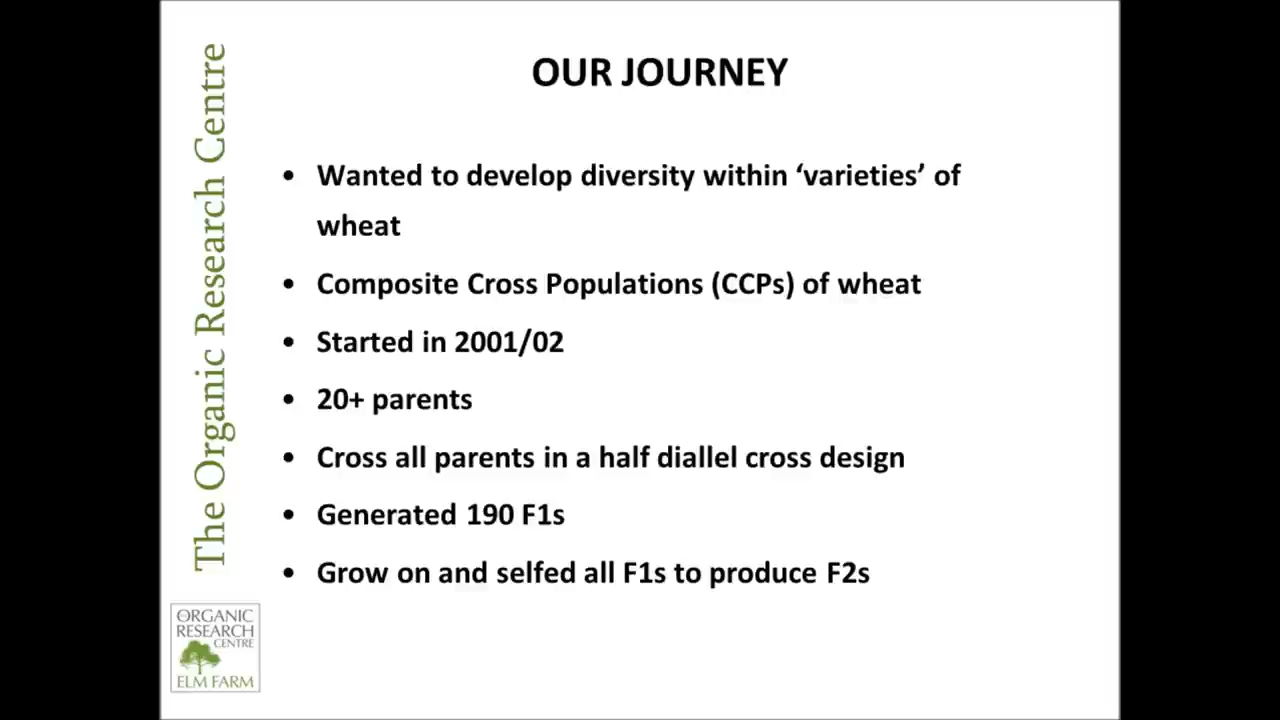 The Organic Research Centre
OUR JOURNEY
• Wanted to develop diversity within ‘varieties’ of
wheat
• Composite Cross Populations (CCPs) of wheat
• Started in 2001/02
• 20+ parents
• Cross all parents in a half diallel cross design
• Generated 190 F1s
• Grow on and selfed all F1s to produce F2s
ORGANIC
RESEARCH
CENTRE
ELM FARM